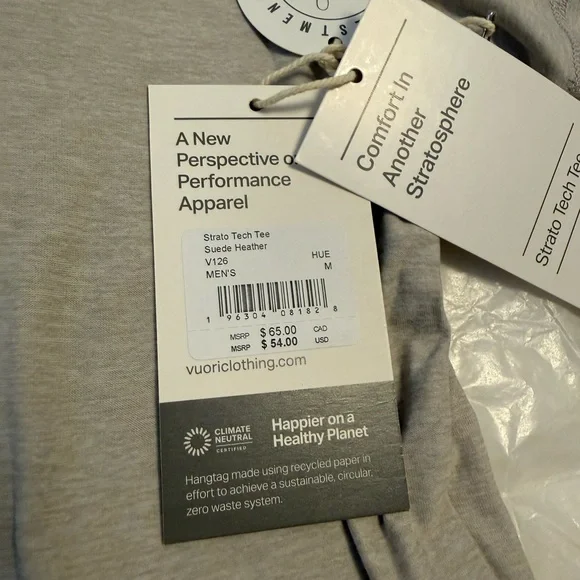 ESTMEN
Comfort In
Another
Stratosphere
Strato Tech Tee
A New
Perspective o
Performance
Apparel
Strato Tech Tee
Suede Heather
V126 HUE
MEN'S M
1 96304 08182 8
MSRP $ 65.00 CAD
MSRP $ 54.00 USD
vuoriclothing.com
CLIMATE
NEUTRAL
CERTIFIED
Happier on a
Healthy Planet
Hangtag made using recycled paper in
effort to achieve a sustainable, circular,
zero waste system.